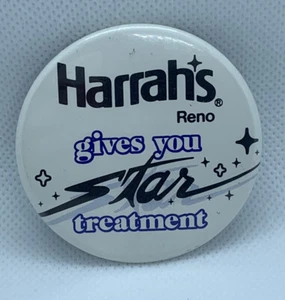 Harrah's®
Reno
gives you
Star
treatment